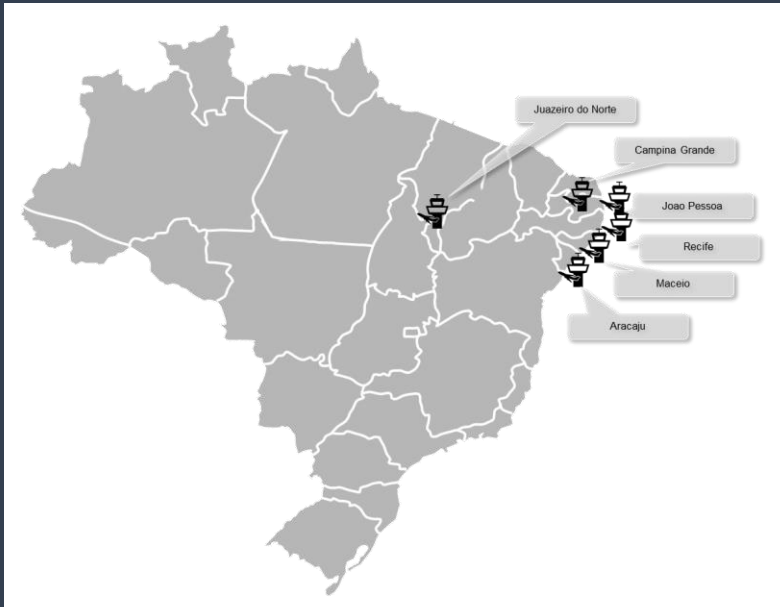 Juazeiro do Norte
Campina Grande
Joao Pessoa
Recife
Maceio
Aracaju